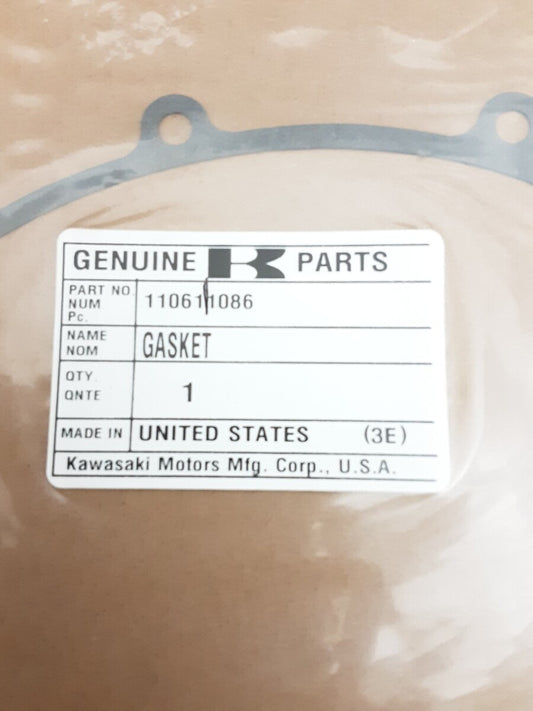 GENUINE K PARTS
PART NO.
NUM
Pc.
110611086
NAME
NOM
GASKET
QTY.
QNTE
1
MADE IN
UNITED STATES (3E)
Kawasaki Motors Mfg. Corp., U.S.A.